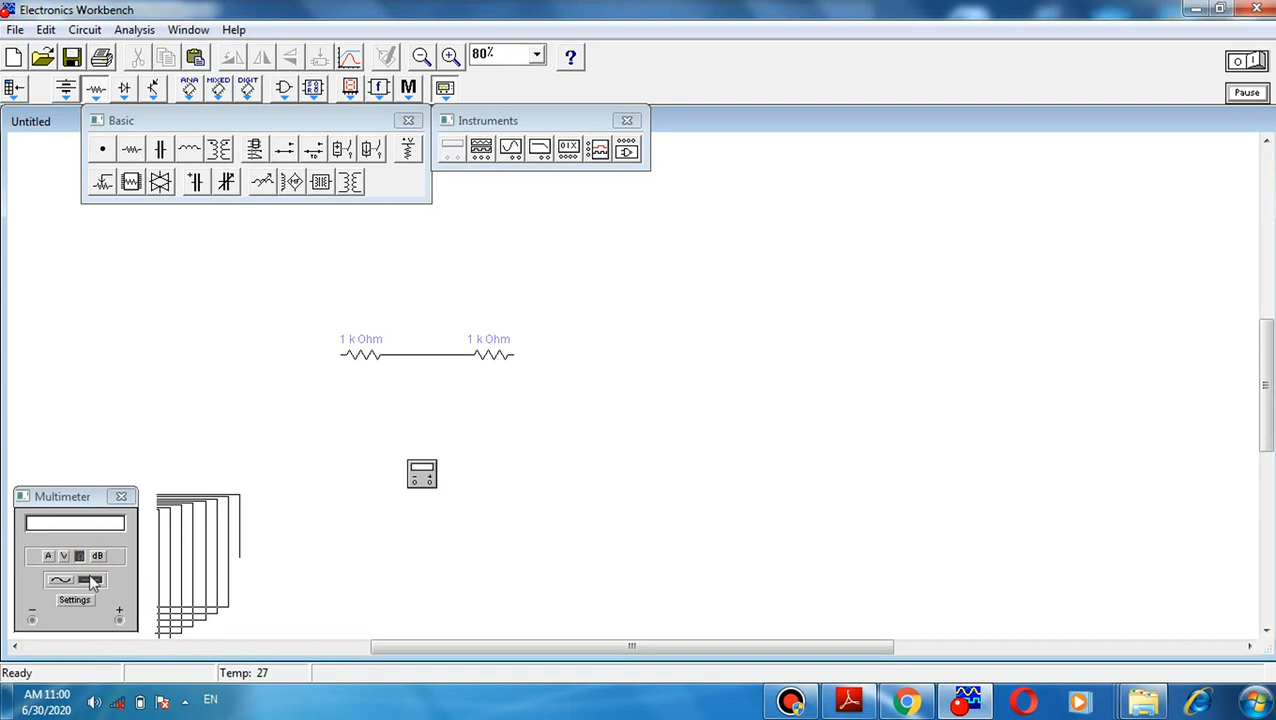 Electronics Workbench
File Edit Circuit Analysis Window Help
80%
?
O I
ANA MIXED DIGIT
M
Pause
Untitled
Basic
Instruments
1 k Ohm 1 k Ohm
Multimeter
A V Ω dB
Settings
− +
Ready Temp: 27
AM 11:00
6/30/2020
EN